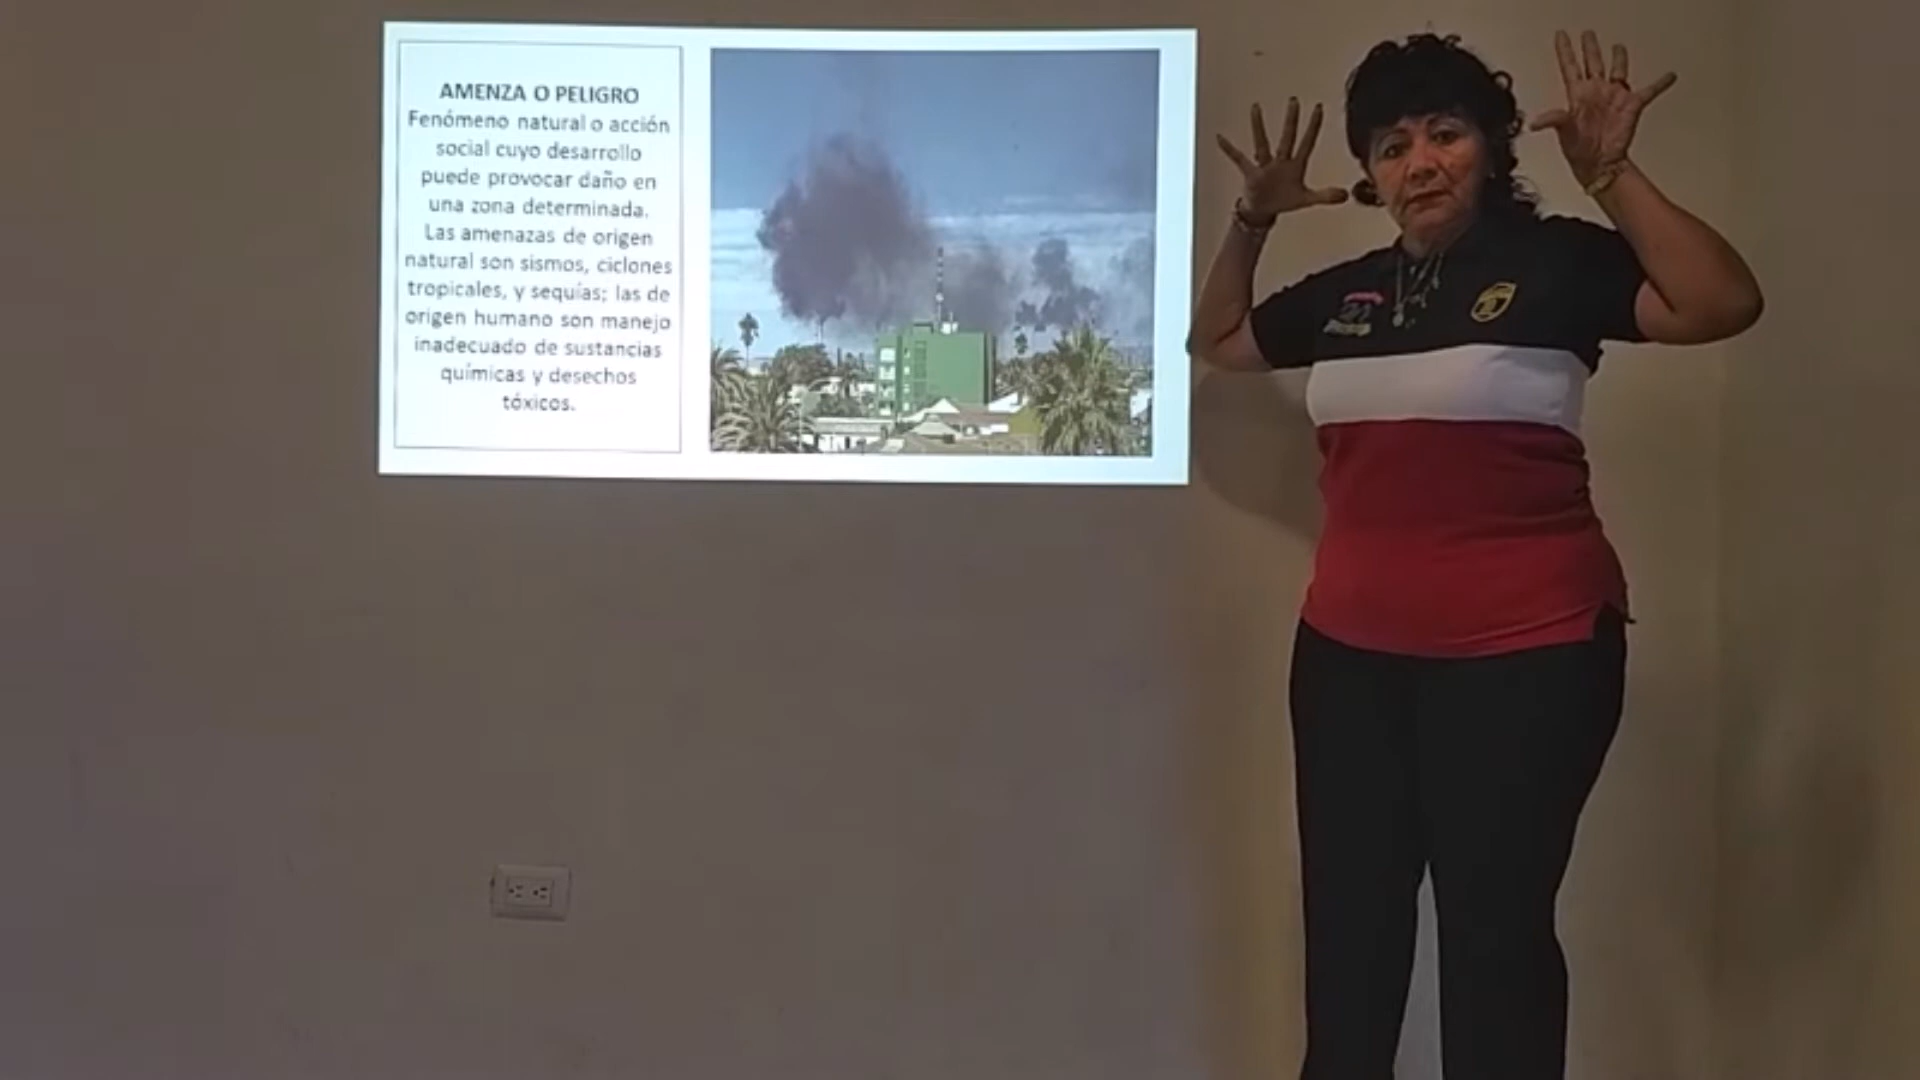 AMENZA O PELIGRO
Fenómeno natural o acción
social cuyo desarrollo
puede provocar daño en
una zona determinada.
Las amenazas de origen
natural son sismos, ciclones
tropicales, y sequías; las de
origen humano son manejo
inadecuado de sustancias
químicas y desechos
tóxicos.